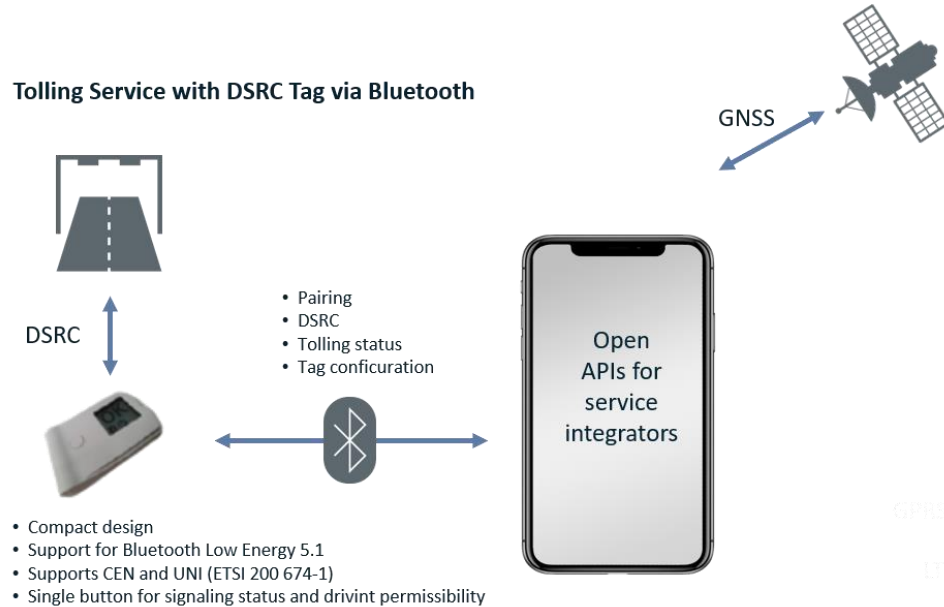 Tolling Service with DSRC Tag via Bluetooth
GNSS
DSRC
• Pairing
• DSRC
• Tolling status
• Tag conficuration
Open
APIs for
service
integrators
OK
• Compact design
• Support for Bluetooth Low Energy 5.1
• Supports CEN and UNI (ETSI 200 674-1)
• Single button for signaling status and drivint permissibility